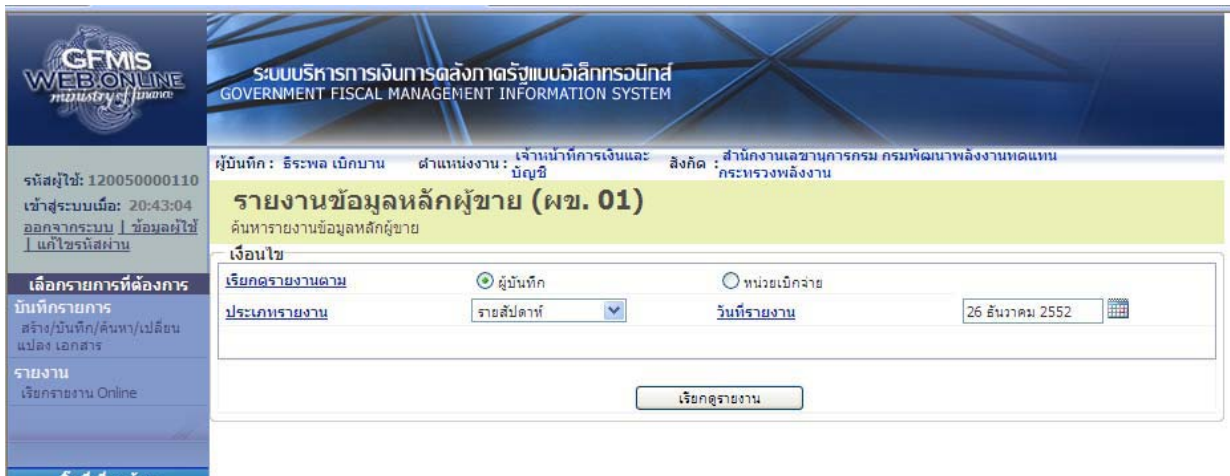 GFMIS
WEB ONLINE
ministry of finance
ระบบบริหารการเงินการคลังภาครัฐแบบอิเล็กทรอนิกส์
GOVERNMENT FISCAL MANAGEMENT INFORMATION SYSTEM
รหัสผู้ใช้: 120050000110
เข้าสู่ระบบเมื่อ: 20:43:04
ออกจากระบบ | ข้อมูลผู้ใช้
| แก้ไขรหัสผ่าน
เลือกรายการที่ต้องการ
บันทึกรายการ
สร้าง/บันทึก/ค้นหา/เปลี่ยน
แปลง เอกสาร
รายงาน
เรียกรายงาน Online
ผู้บันทึก : ธีระพล เบิกบาน ตำแหน่งงาน : เจ้าหน้าที่การเงินและ
บัญชี
สังกัด : สำนักงานเลขานุการกรม กรมพัฒนาพลังงานทดแทน
กระทรวงพลังงาน
รายงานข้อมูลหลักผู้ขาย (ผข. 01)
ค้นหารายงานข้อมูลหลักผู้ขาย
เงื่อนไข
เรียกดูรายงานตาม ผู้บันทึก หน่วยเบิกจ่าย
ประเภทรายงาน รายสัปดาห์ วันที่รายงาน 26 ธันวาคม 2552
เรียกดูรายงาน